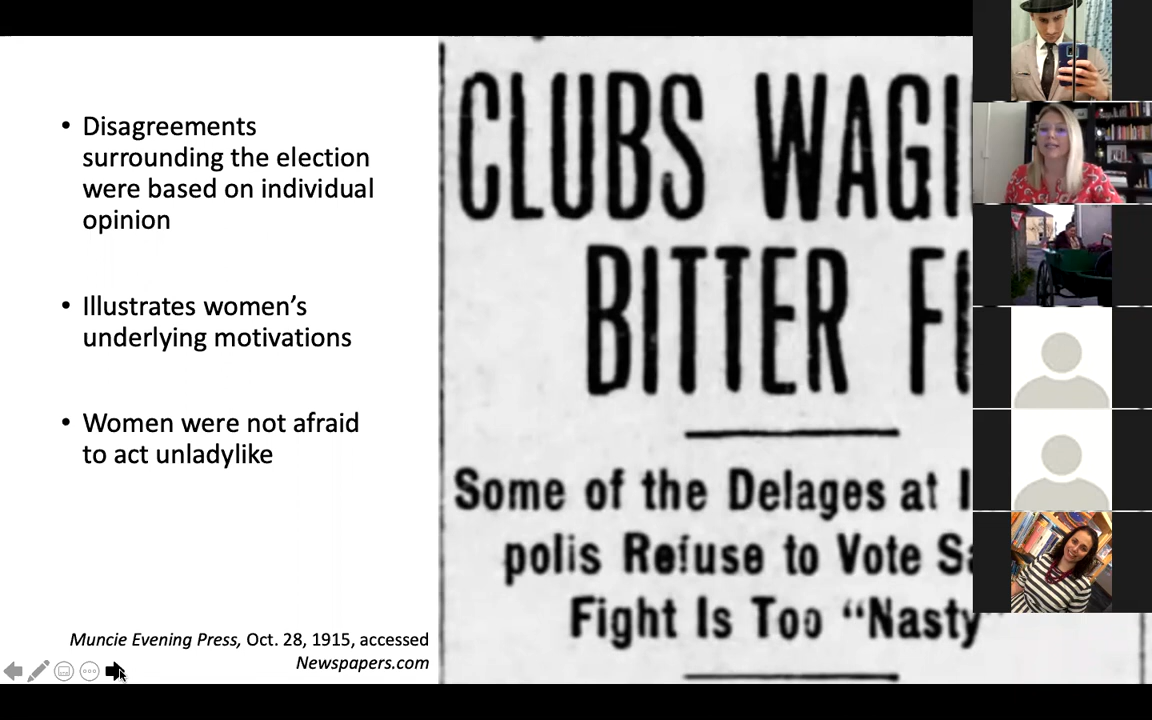 • Disagreements
surrounding the election
were based on individual
opinion
• Illustrates women's
underlying motivations
• Women were not afraid
to act unladylike
Muncie Evening Press, Oct. 28, 1915, accessed
Newspapers.com
CLUBS WAGI
BITTER FI
Some of the Delages at I
polis Refuse to Vote Sa
Fight Is Too “Nasty”